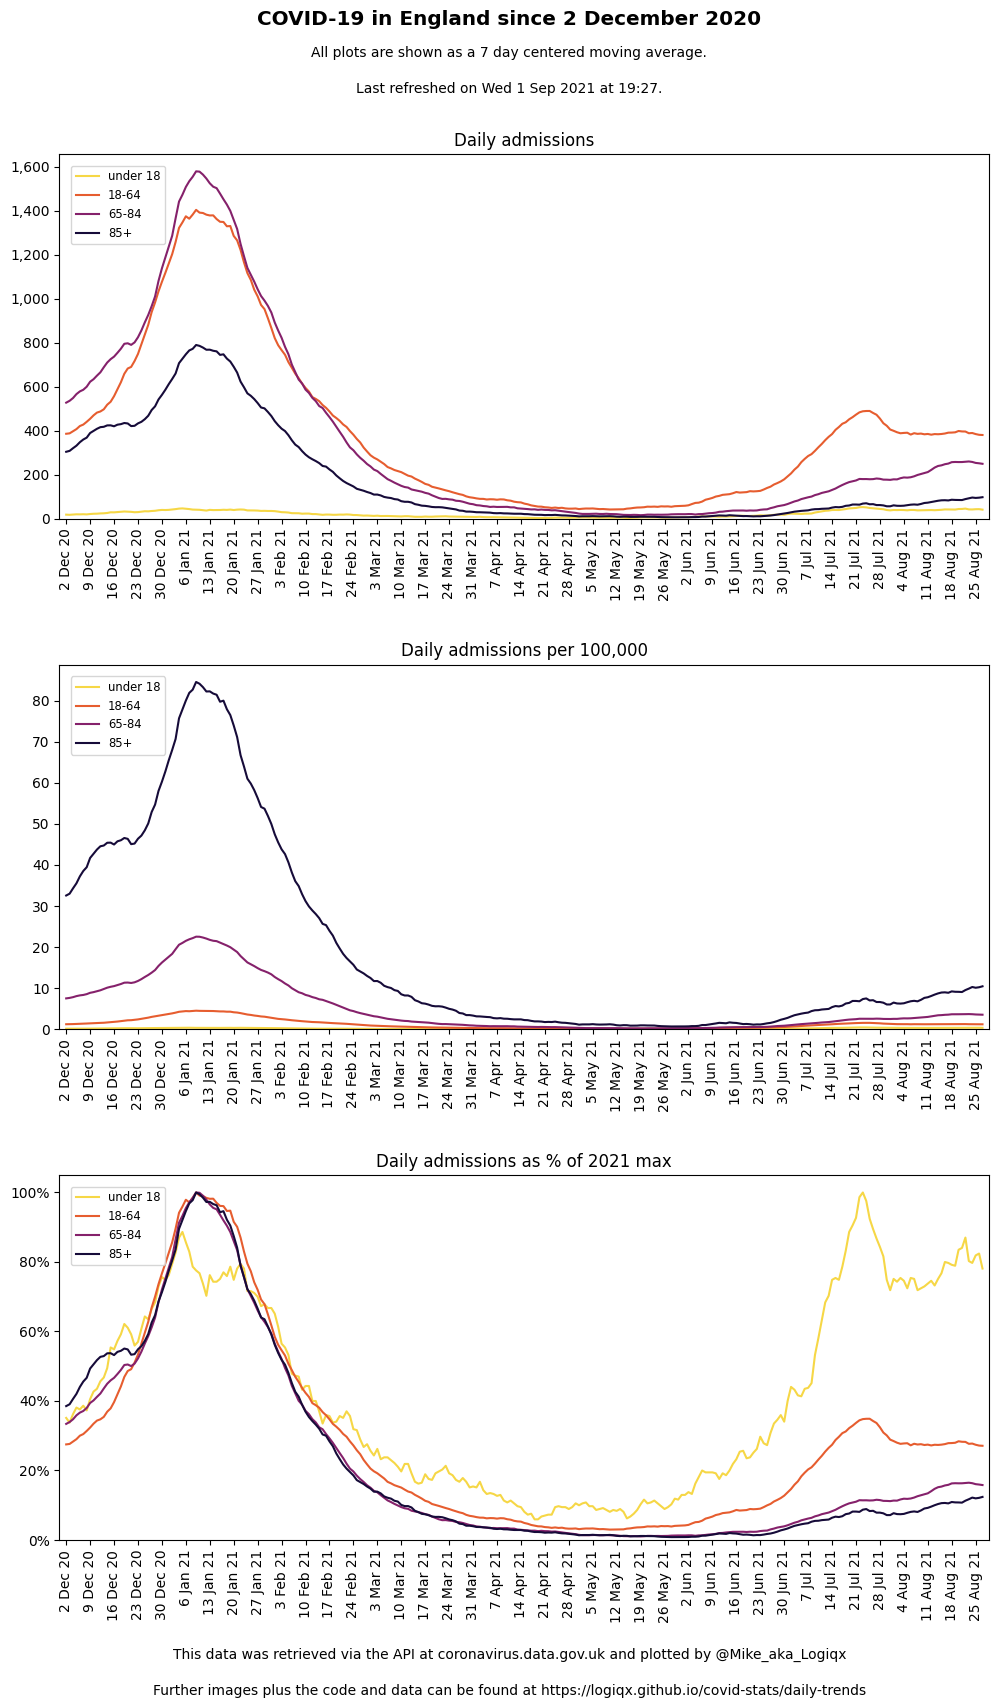 COVID-19 in England since 2 December 2020
All plots are shown as a 7 day centered moving average.
Last refreshed on Wed 1 Sep 2021 at 19:27.
Daily admissions
1,600
1,400
1,200
1,000
800
600
400
200
0
under 18
18-64
65-84
85+
2 Dec 20
9 Dec 20
16 Dec 20
23 Dec 20
30 Dec 20
6 Jan 21
13 Jan 21
20 Jan 21
27 Jan 21
3 Feb 21
10 Feb 21
17 Feb 21
24 Feb 21
3 Mar 21
10 Mar 21
17 Mar 21
24 Mar 21
31 Mar 21
7 Apr 21
14 Apr 21
21 Apr 21
28 Apr 21
5 May 21
12 May 21
19 May 21
26 May 21
2 Jun 21
9 Jun 21
16 Jun 21
23 Jun 21
30 Jun 21
7 Jul 21
14 Jul 21
21 Jul 21
28 Jul 21
4 Aug 21
11 Aug 21
18 Aug 21
25 Aug 21
Daily admissions per 100,000
80
70
60
50
40
30
20
10
0
under 18
18-64
65-84
85+
2 Dec 20
9 Dec 20
16 Dec 20
23 Dec 20
30 Dec 20
6 Jan 21
13 Jan 21
20 Jan 21
27 Jan 21
3 Feb 21
10 Feb 21
17 Feb 21
24 Feb 21
3 Mar 21
10 Mar 21
17 Mar 21
24 Mar 21
31 Mar 21
7 Apr 21
14 Apr 21
21 Apr 21
28 Apr 21
5 May 21
12 May 21
19 May 21
26 May 21
2 Jun 21
9 Jun 21
16 Jun 21
23 Jun 21
30 Jun 21
7 Jul 21
14 Jul 21
21 Jul 21
28 Jul 21
4 Aug 21
11 Aug 21
18 Aug 21
25 Aug 21
Daily admissions as % of 2021 max
100%
80%
60%
40%
20%
0%
under 18
18-64
65-84
85+
2 Dec 20
9 Dec 20
16 Dec 20
23 Dec 20
30 Dec 20
6 Jan 21
13 Jan 21
20 Jan 21
27 Jan 21
3 Feb 21
10 Feb 21
17 Feb 21
24 Feb 21
3 Mar 21
10 Mar 21
17 Mar 21
24 Mar 21
31 Mar 21
7 Apr 21
14 Apr 21
21 Apr 21
28 Apr 21
5 May 21
12 May 21
19 May 21
26 May 21
2 Jun 21
9 Jun 21
16 Jun 21
23 Jun 21
30 Jun 21
7 Jul 21
14 Jul 21
21 Jul 21
28 Jul 21
4 Aug 21
11 Aug 21
18 Aug 21
25 Aug 21
This data was retrieved via the API at coronavirus.data.gov.uk and plotted by @Mike_aka_Logiqx
Further images plus the code and data can be found at https://logiqx.github.io/covid-stats/daily-trends